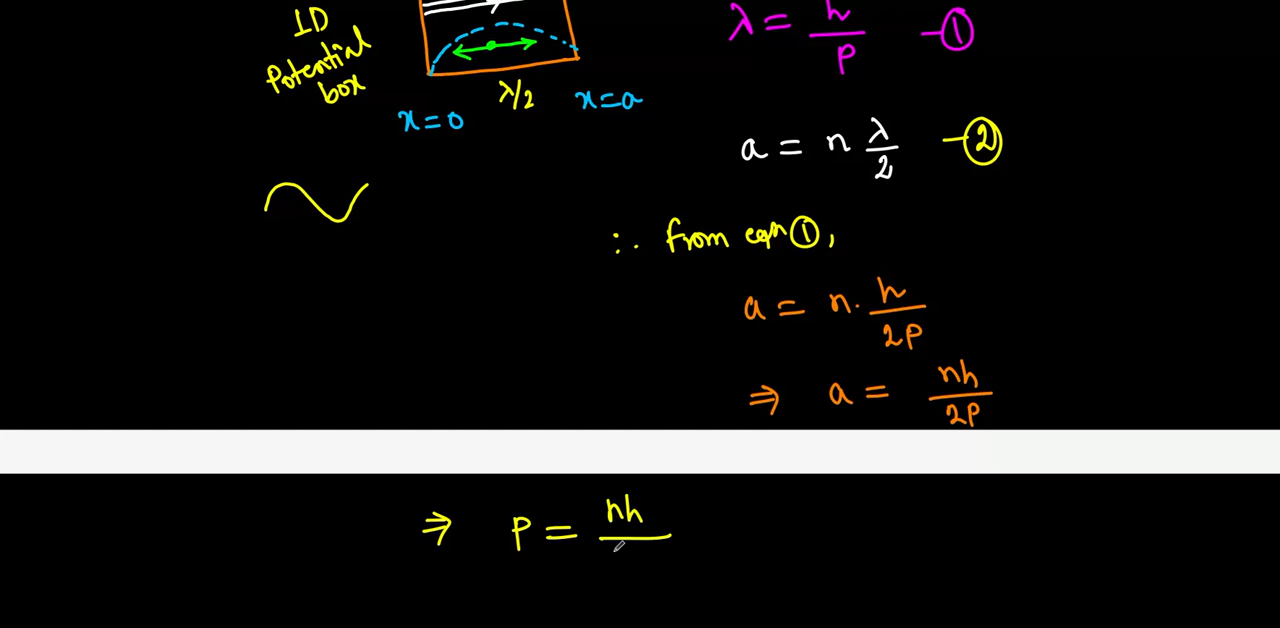 1D
Potential
box
λ/2
x=0
x=a
λ = h/p -①
a = n λ/2 -②
∴ from eqn ①,
a = n. h/2P
⇒ a = nh/2P
⇒ P = nh